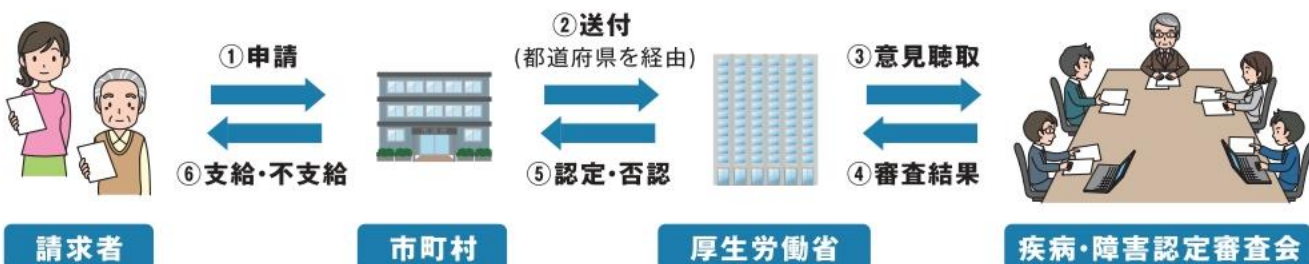 ①申請
②送付
(都道府県を経由)
③意見聴取
⑥支給・不支給
⑤認定・否認
④審査結果
請求者
市町村
厚生労働省
疾病・障害認定審査会